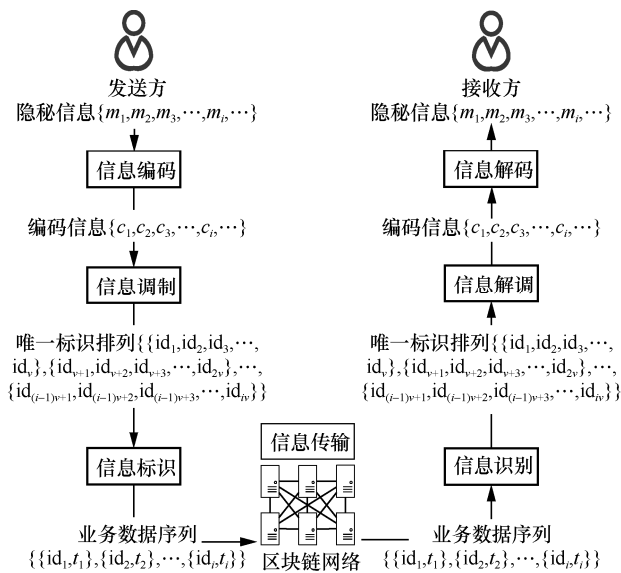 发送方
隐秘信息{m₁,m₂,m₃,⋯,mᵢ,⋯}
信息编码
编码信息{c₁,c₂,c₃,⋯,cᵢ,⋯}
信息调制
唯一标识排列{{id₁,id₂,id₃,⋯,
idᵥ},{idᵥ₊₁,idᵥ₊₂,idᵥ₊₃,⋯,id₂ᵥ},⋯,
{id₍ᵢ₋₁₎ᵥ₊₁,id₍ᵢ₋₁₎ᵥ₊₂,id₍ᵢ₋₁₎ᵥ₊₃,⋯,idᵢᵥ}}
信息标识
业务数据序列
{{id₁,t₁},{id₂,t₂},⋯,{idᵢ,tᵢ}}
信息传输
区块链网络
接收方
隐秘信息{m₁,m₂,m₃,⋯,mᵢ,⋯}
信息解码
编码信息{c₁,c₂,c₃,⋯,cᵢ,⋯}
信息解调
唯一标识排列{{id₁,id₂,id₃,⋯,
idᵥ},{idᵥ₊₁,idᵥ₊₂,idᵥ₊₃,⋯,id₂ᵥ},⋯,
{id₍ᵢ₋₁₎ᵥ₊₁,id₍ᵢ₋₁₎ᵥ₊₂,id₍ᵢ₋₁₎ᵥ₊₃,⋯,idᵢᵥ}}
信息识别
业务数据序列
{{id₁,t₁},{id₂,t₂},⋯,{idᵢ,tᵢ}}